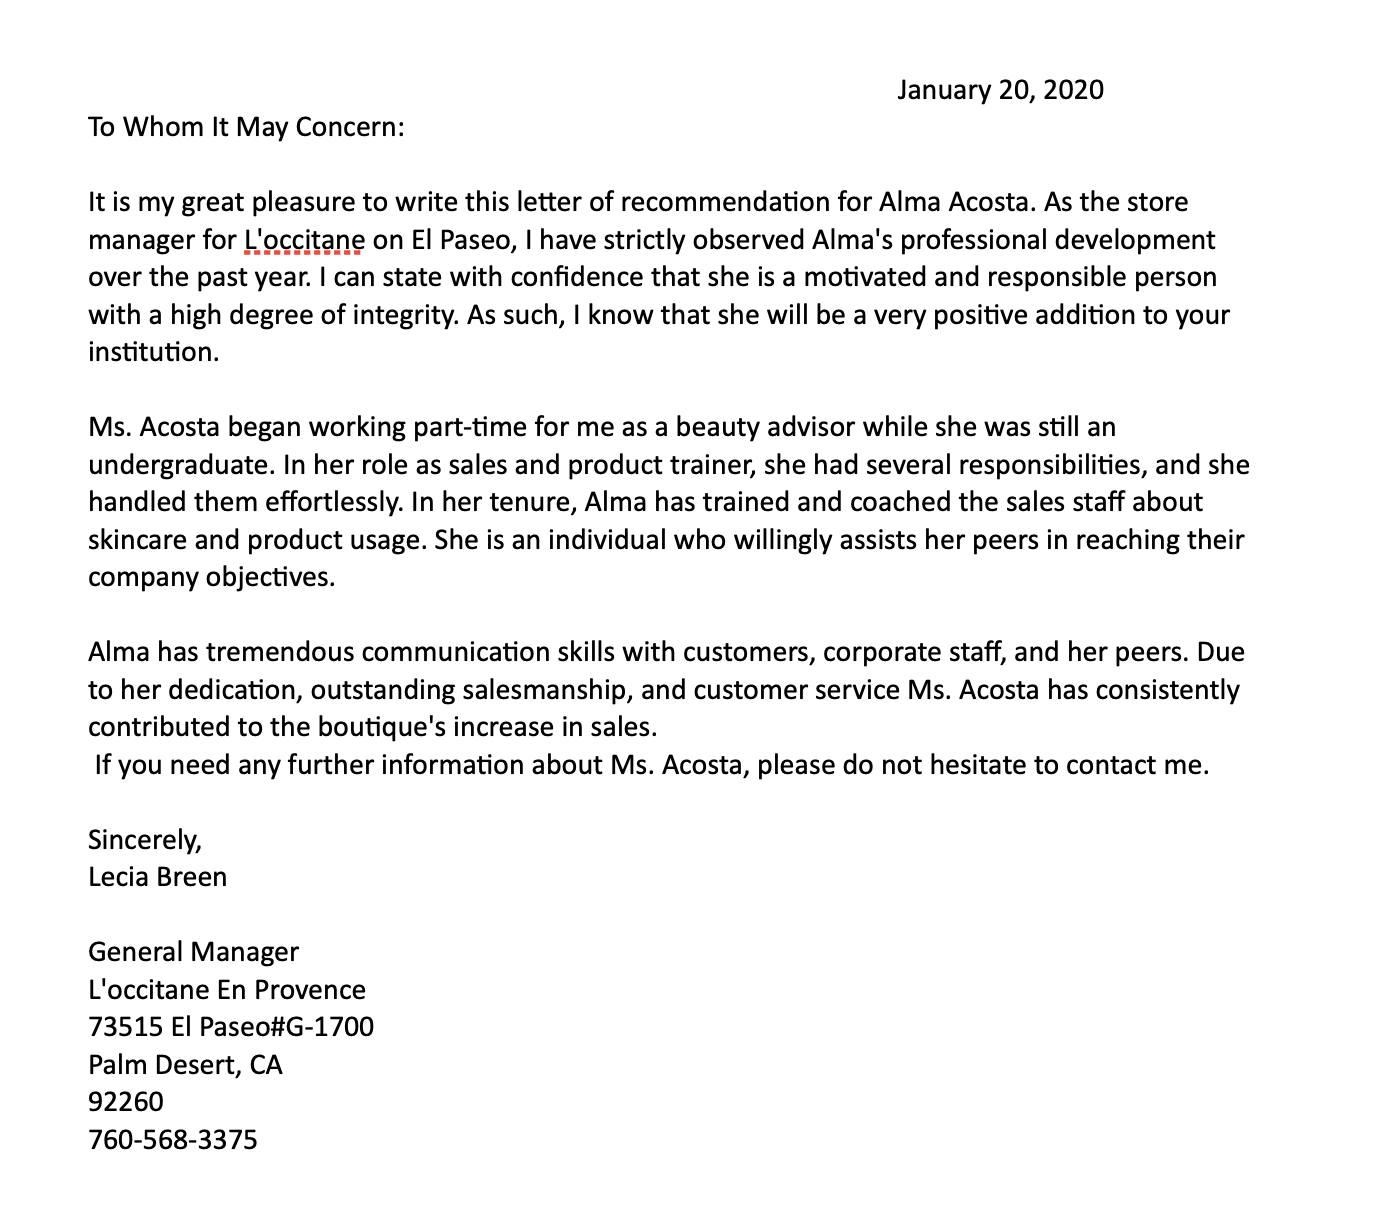 January 20, 2020
To Whom It May Concern:
It is my great pleasure to write this letter of recommendation for Alma Acosta. As the store
manager for L'occitane on El Paseo, I have strictly observed Alma's professional development
over the past year. I can state with confidence that she is a motivated and responsible person
with a high degree of integrity. As such, I know that she will be a very positive addition to your
institution.
Ms. Acosta began working part-time for me as a beauty advisor while she was still an
undergraduate. In her role as sales and product trainer, she had several responsibilities, and she
handled them effortlessly. In her tenure, Alma has trained and coached the sales staff about
skincare and product usage. She is an individual who willingly assists her peers in reaching their
company objectives.
Alma has tremendous communication skills with customers, corporate staff, and her peers. Due
to her dedication, outstanding salesmanship, and customer service Ms. Acosta has consistently
contributed to the boutique's increase in sales.
If you need any further information about Ms. Acosta, please do not hesitate to contact me.
Sincerely,
Lecia Breen
General Manager
L'occitane En Provence
73515 El Paseo#G-1700
Palm Desert, CA
92260
760-568-3375